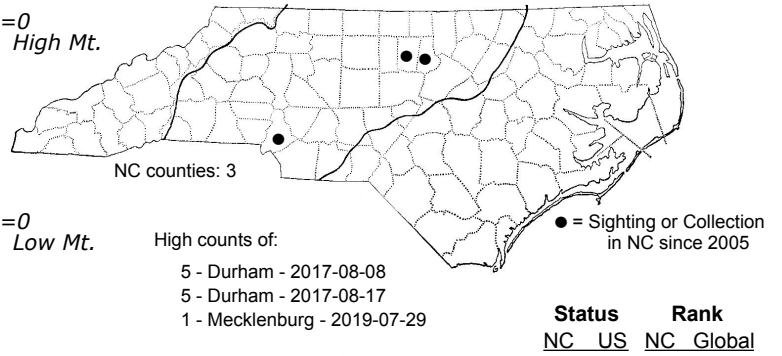 =0
High Mt.
NC counties: 3
=0
Low Mt.
High counts of:
5 - Durham - 2017-08-08
5 - Durham - 2017-08-17
1 - Mecklenburg - 2019-07-29
● = Sighting or Collection
in NC since 2005
Status Rank
NC US NC Global